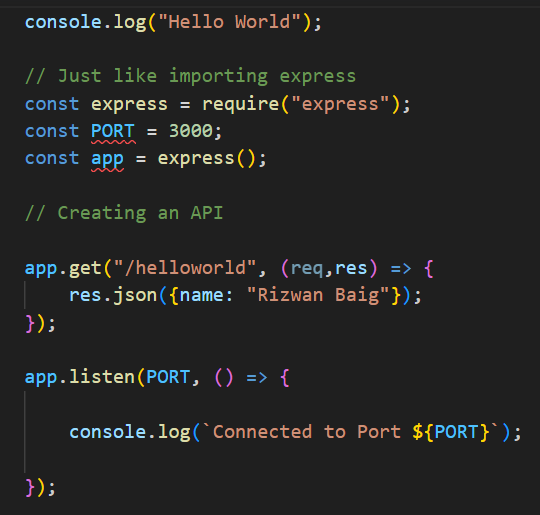 console.log("Hello World");
// Just like importing express
const express = require("express");
const PORT = 3000;
const app = express();
// Creating an API
app.get("/helloworld", (req,res) => {
    res.json({name: "Rizwan Baig"});
});
app.listen(PORT, () => {
    console.log(`Connected to Port ${PORT}`);
});